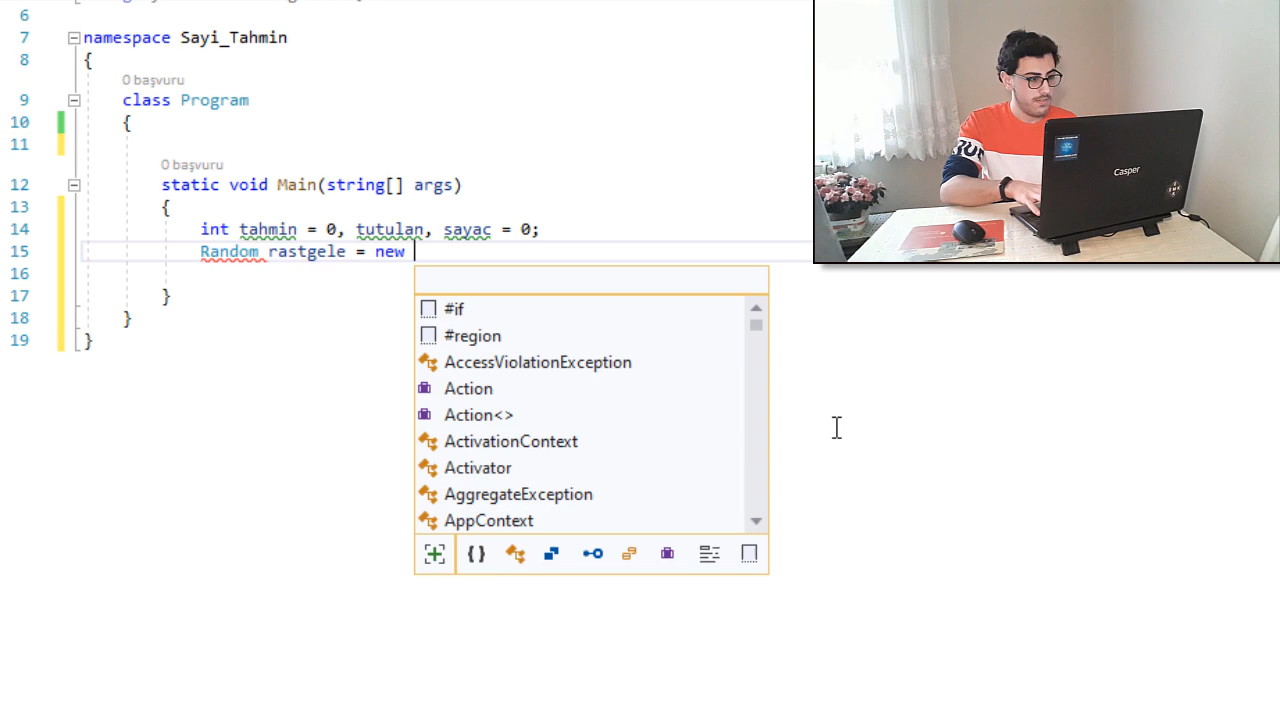 6
7 namespace Sayi_Tahmin
8 {
0 başvuru
9 class Program
10 {
11
0 başvuru
12 static void Main(string[] args)
13 {
14 int tahmin = 0, tutulan, sayac = 0;
15 Random rastgele = new
16
17 }
18 }
19 }
#if
#region
AccessViolationException
Action
Action<>
ActivationContext
Activator
AggregateException
AppContext
{}
Casper